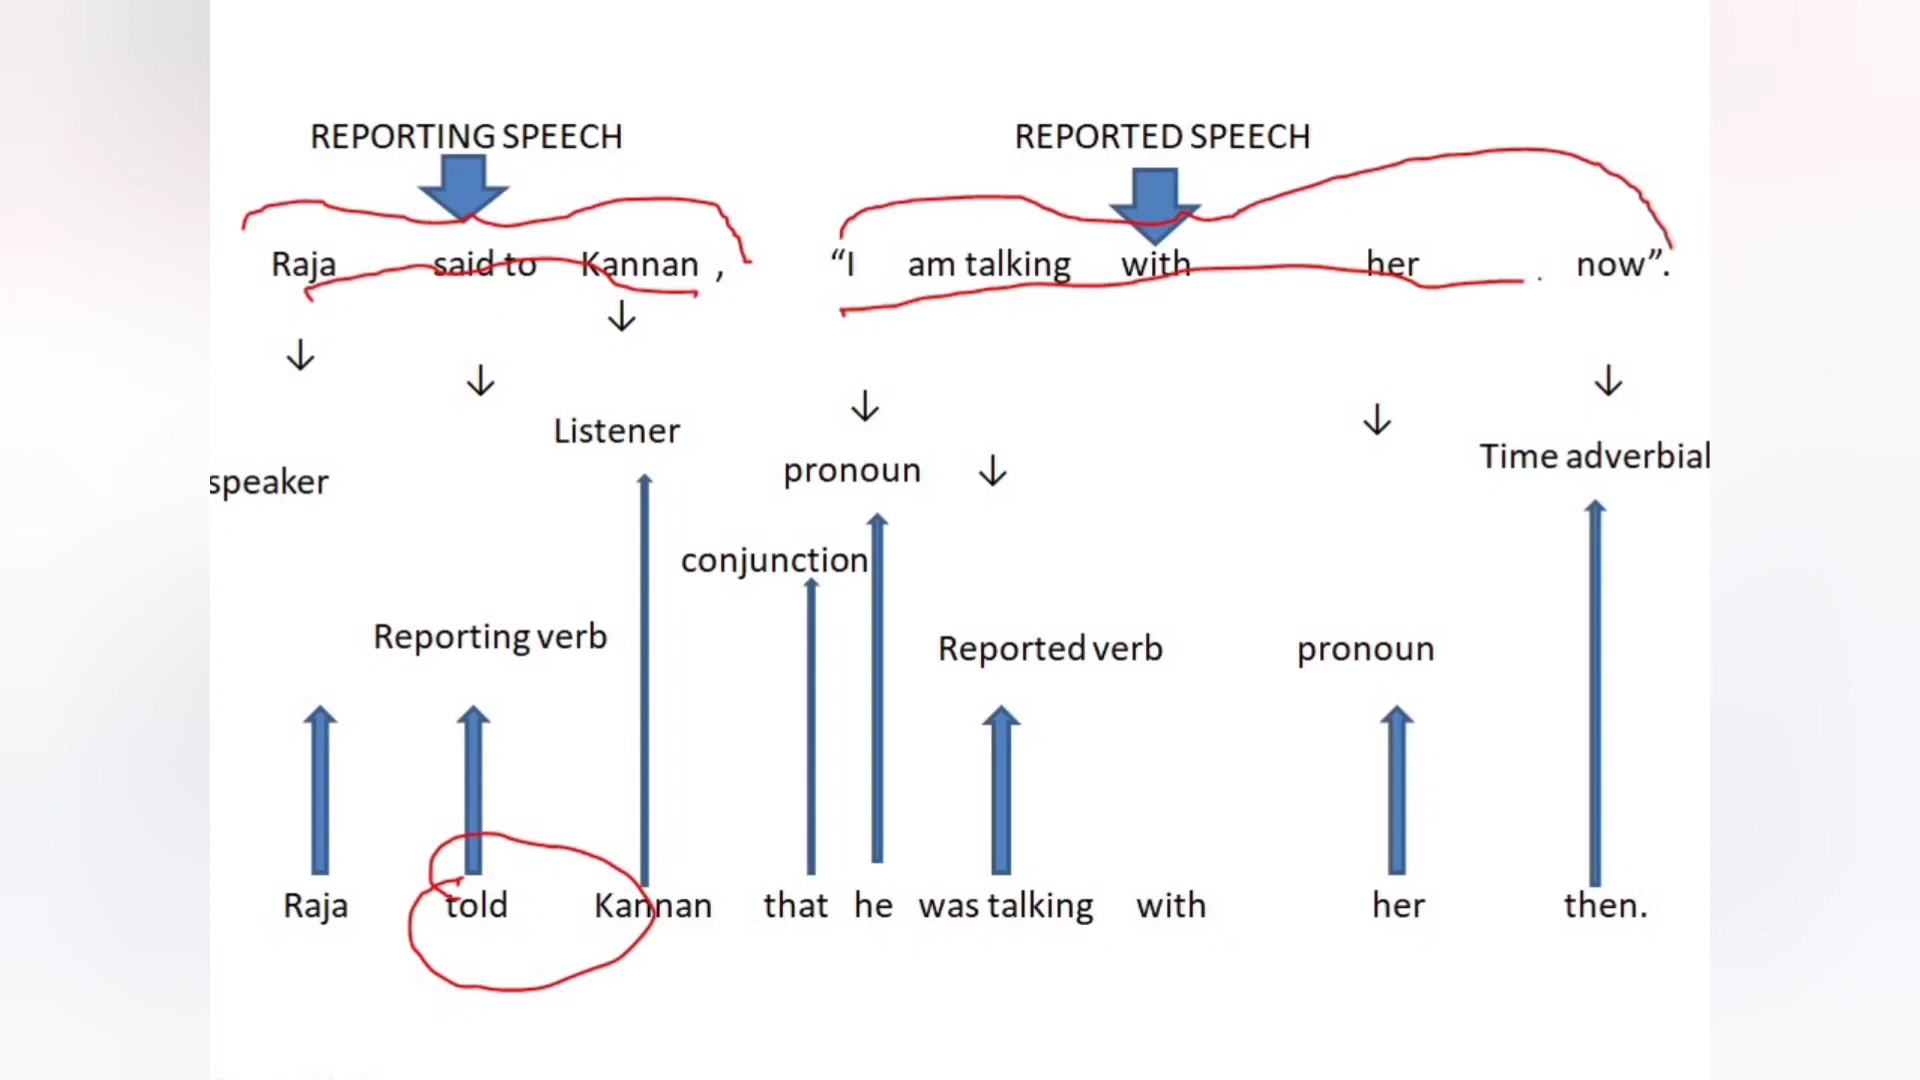 REPORTING SPEECH REPORTED SPEECH
Raja said to Kannan , “I am talking with her . now”.
Listener
Time adverbial
pronoun
speaker
conjunction
Reporting verb
Reported verb pronoun
Raja told Kannan that he was talking with her then.